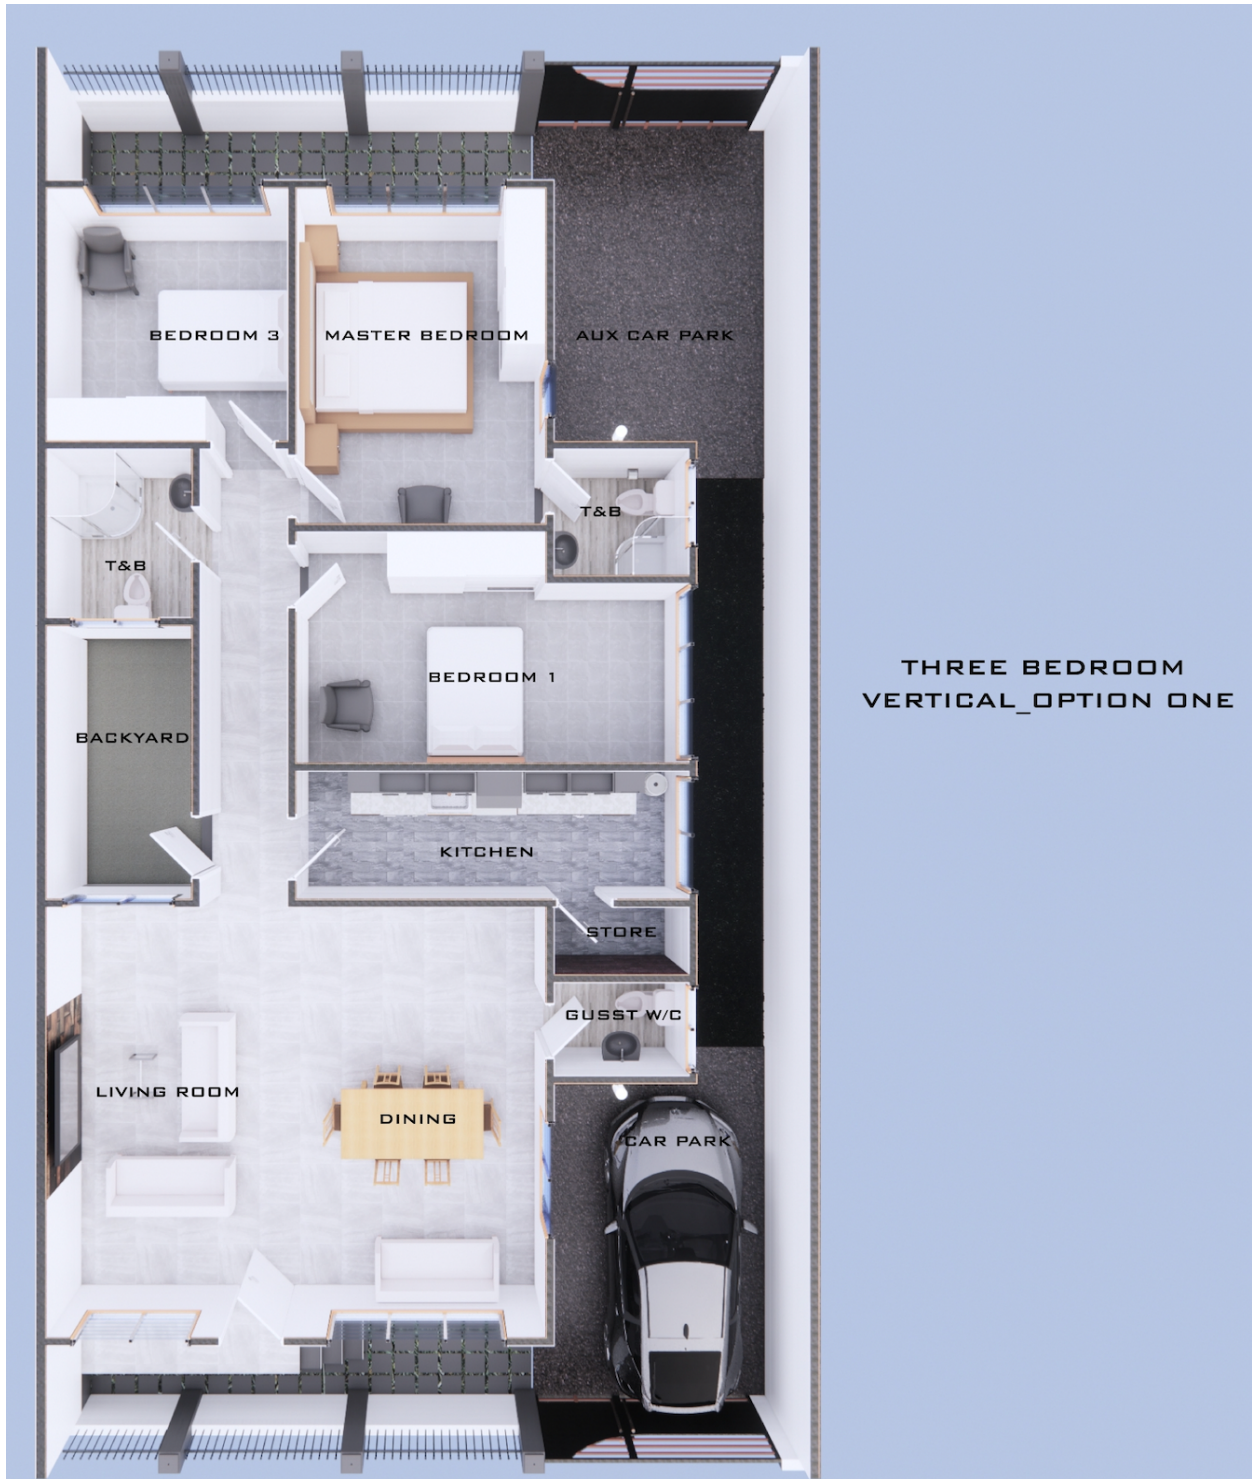 BEDROOM 3
MASTER BEDROOM
AUX CAR PARK
T&B
T&B
BEDROOM 1
BACKYARD
THREE BEDROOM
VERTICAL_OPTION ONE
KITCHEN
STORE
GUSST W/C
LIVING ROOM
DINING
CAR PARK